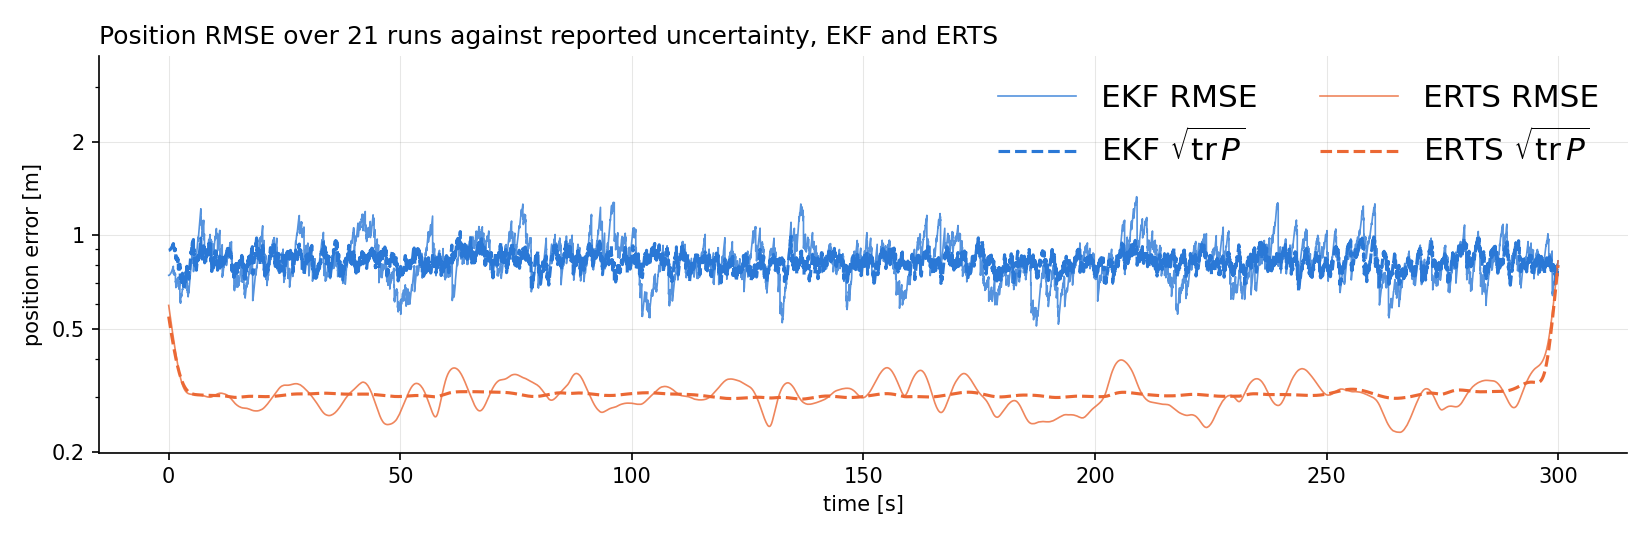 Position RMSE over 21 runs against reported uncertainty, EKF and ERTS
EKF RMSE
ERTS RMSE
EKF √tr P
ERTS √tr P
position error [m]
2
1
0.5
0.2
0
50
100
150
200
250
300
time [s]